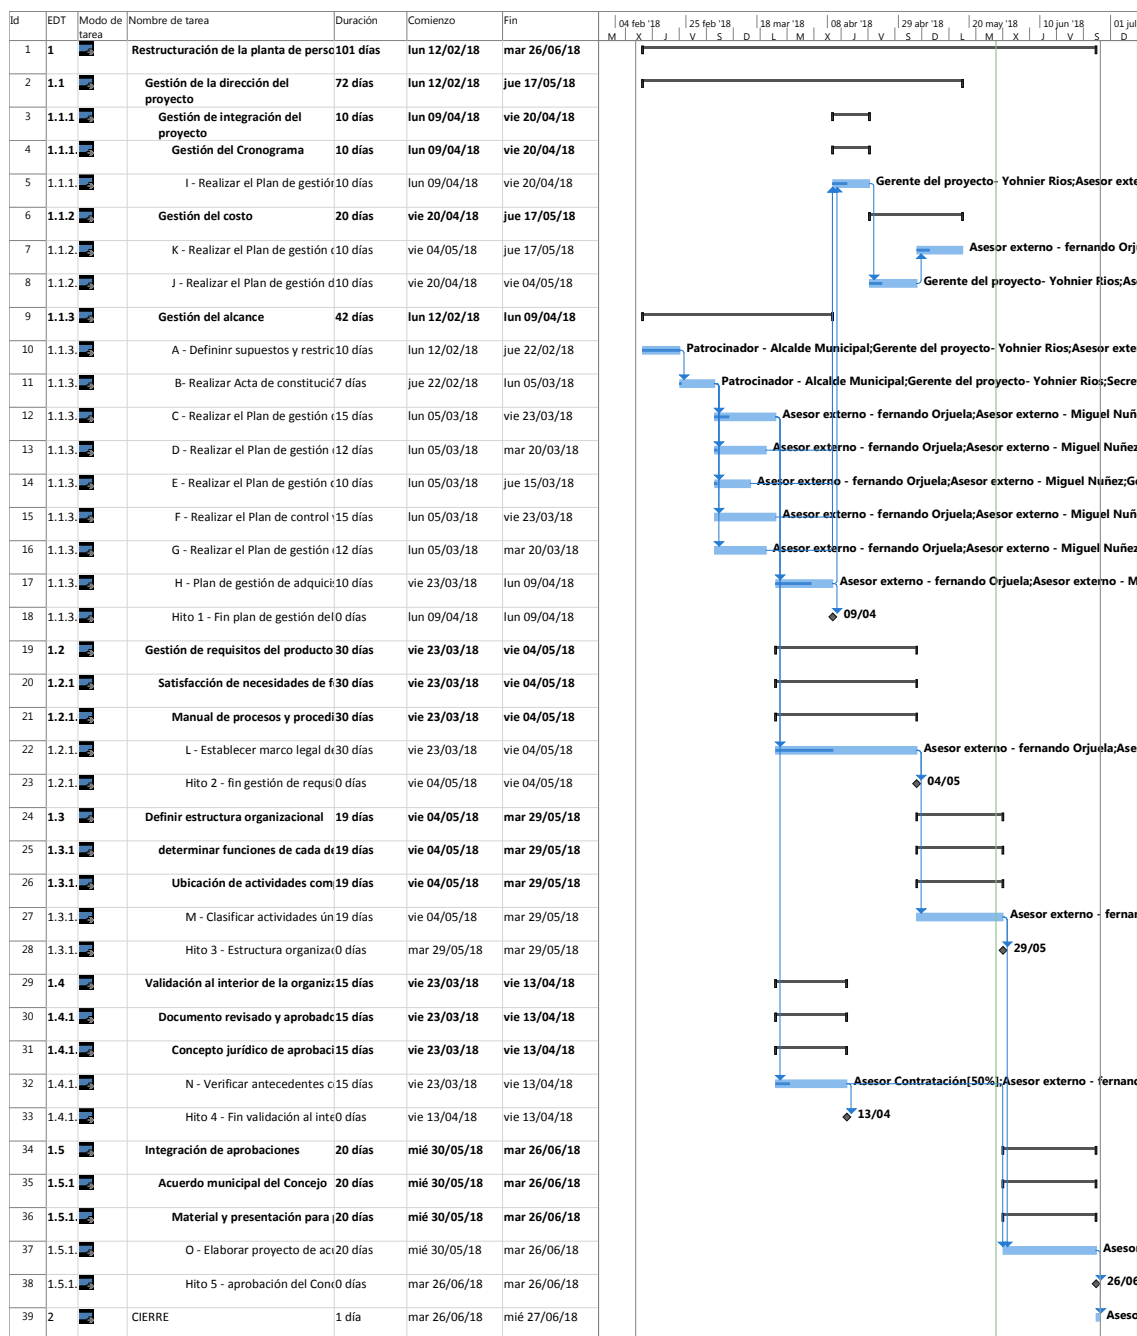 Id EDT Modo de tarea Nombre de tarea Duración Comienzo Fin
04 feb '18 25 feb '18 18 mar '18 08 abr '18 29 abr '18 20 may '18 10 jun '18 01 jul
M X J V S D L M X J V S D L M X J V S D
1 1 Restructuración de la planta de perso 101 días lun 12/02/18 mar 26/06/18
2 1.1 Gestión de la dirección del proyecto 72 días lun 12/02/18 jue 17/05/18
3 1.1.1 Gestión de integración del proyecto 10 días lun 09/04/18 vie 20/04/18
4 1.1.1. Gestión del Cronograma 10 días lun 09/04/18 vie 20/04/18
5 1.1.1. I - Realizar el Plan de gestión 10 días lun 09/04/18 vie 20/04/18 Gerente del proyecto- Yohnier Rios;Asesor exte
6 1.1.2 Gestión del costo 20 días vie 20/04/18 jue 17/05/18
7 1.1.2. K - Realizar el Plan de gestión 10 días vie 04/05/18 jue 17/05/18 Asesor externo - fernando Orj
8 1.1.2. J - Realizar el Plan de gestión d 10 días vie 20/04/18 vie 04/05/18 Gerente del proyecto- Yohnier Rios;As
9 1.1.3 Gestión del alcance 42 días lun 12/02/18 lun 09/04/18
10 1.1.3. A - Defininr supuestos y restric 10 días lun 12/02/18 jue 22/02/18 Patrocinador - Alcalde Municipal;Gerente del proyecto- Yohnier Rios;Asesor exte
11 1.1.3. B- Realizar Acta de constitució 7 días jue 22/02/18 lun 05/03/18 Patrocinador - Alcalde Municipal;Gerente del proyecto- Yohnier Rios;Secre
12 1.1.3. C - Realizar el Plan de gestión 15 días lun 05/03/18 vie 23/03/18 Asesor externo - fernando Orjuela;Asesor externo - Miguel Nuñ
13 1.1.3. D - Realizar el Plan de gestión 12 días lun 05/03/18 mar 20/03/18 Asesor externo - fernando Orjuela;Asesor externo - Miguel Nuñez
14 1.1.3. E - Realizar el Plan de gestión 10 días lun 05/03/18 jue 15/03/18 Asesor externo - fernando Orjuela;Asesor externo - Miguel Nuñez;G
15 1.1.3. F - Realizar el Plan de control 15 días lun 05/03/18 vie 23/03/18 Asesor externo - fernando Orjuela;Asesor externo - Miguel Nuñ
16 1.1.3. G - Realizar el Plan de gestión 12 días lun 05/03/18 mar 20/03/18 Asesor externo - fernando Orjuela;Asesor externo - Miguel Nuñez
17 1.1.3. H - Plan de gestión de adquici 10 días vie 23/03/18 lun 09/04/18 Asesor externo - fernando Orjuela;Asesor externo - M
18 1.1.3. Hito 1 - Fin plan de gestión del 0 días lun 09/04/18 lun 09/04/18 09/04
19 1.2 Gestión de requisitos del producto 30 días vie 23/03/18 vie 04/05/18
20 1.2.1 Satisfacción de necesidades de f 30 días vie 23/03/18 vie 04/05/18
21 1.2.1. Manual de procesos y procedi 30 días vie 23/03/18 vie 04/05/18
22 1.2.1. L - Establecer marco legal de 30 días vie 23/03/18 vie 04/05/18 Asesor externo - fernando Orjuela;Ase
23 1.2.1. Hito 2 - fin gestión de requs 0 días vie 04/05/18 vie 04/05/18 04/05
24 1.3 Definir estructura organizacional 19 días vie 04/05/18 mar 29/05/18
25 1.3.1 determinar funciones de cada de 19 días vie 04/05/18 mar 29/05/18
26 1.3.1. Ubicación de actividades com 19 días vie 04/05/18 mar 29/05/18
27 1.3.1. M - Clasificar actividades ún 19 días vie 04/05/18 mar 29/05/18 Asesor externo - ferna
28 1.3.1. Hito 3 - Estructura organizac 0 días mar 29/05/18 mar 29/05/18 29/05
29 1.4 Validación al interior de la organiza 15 días vie 23/03/18 vie 13/04/18
30 1.4.1 Documento revisado y aprobado 15 días vie 23/03/18 vie 13/04/18
31 1.4.1. Concepto jurídico de aprobaci 15 días vie 23/03/18 vie 13/04/18
32 1.4.1. N - Verificar antecedentes c 15 días vie 23/03/18 vie 13/04/18 Asesor Contratación[50%];Asesor externo - fernand
33 1.4.1. Hito 4 - Fin validación al inte 0 días vie 13/04/18 vie 13/04/18 13/04
34 1.5 Integración de aprobaciones 20 días mié 30/05/18 mar 26/06/18
35 1.5.1 Acuerdo municipal del Concejo 20 días mié 30/05/18 mar 26/06/18
36 1.5.1. Material y presentación para 20 días mié 30/05/18 mar 26/06/18
37 1.5.1. O - Elaborar proyecto de acu 20 días mié 30/05/18 mar 26/06/18 Aseso
38 1.5.1. Hito 5 - aprobación del Conc 0 días mar 26/06/18 mar 26/06/18 26/06
39 2 CIERRE 1 día mar 26/06/18 mié 27/06/18 Aseso